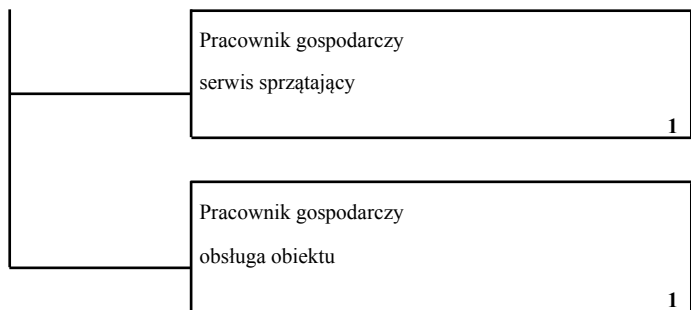 Pracownik gospodarczy
serwis sprzątający
1
Pracownik gospodarczy
obsługa obiektu
1